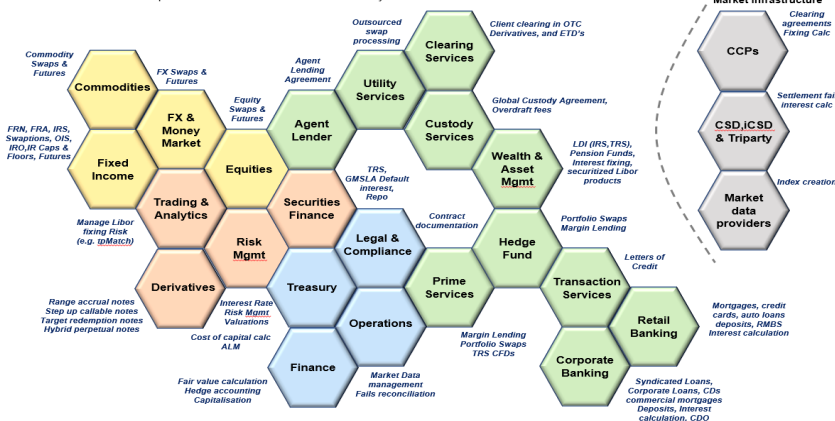 Market Infrastructure
Outsourced
swap
processing
Client clearing in OTC
Derivatives, and ETD's
Clearing
agreements
Fixing Calc
Commodity
Swaps &
Futures
FX Swaps &
Futures
Agent
Lending
Agreement
Clearing
Services
CCPs
Commodities
Utility
Services
Equity
Swaps &
Futures
FX &
Money
Market
Agent
Lender
Custody
Services
Global Custody Agreement,
Overdraft fees
Settlement fai
interest calc
CSD,iCSD
& Triparty
FRN, FRA, IRS,
Swaptions, OIS,
IRO,IR Caps &
Floors, Futures
Fixed
Income
Equities
TRS,
GMSLA Default
interest,
Repo
Wealth &
Asset
Mgmt
LDI (IRS,TRS),
Pension Funds,
Interest fixing,
securitized Libor
products
Index creation
Market
data
providers
Trading &
Analytics
Securities
Finance
Manage Libor
fixing Risk
(e.g. tpMatch)
Risk
Mgmt
Legal &
Compliance
Contract
documentation
Hedge
Fund
Portfolio Swaps
Margin Lending
Letters of
Credit
Derivatives
Treasury
Prime
Services
Transaction
Services
Range accrual notes
Step up callable notes
Target redemption notes
Hybrid perpetual notes
Interest Rate
Risk Mgmt
Valuations
Operations
Retail
Banking
Mortgages, credit
cards, auto loans
deposits, RMBS
Interest calculation
Cost of capital calc
ALM
Margin Lending
Portfolio Swaps
TRS CFDs
Finance
Corporate
Banking
Fair value calculation
Hedge accounting
Capitalisation
Market Data
management
Fails reconciliation
Syndicated Loans,
Corporate Loans, CDs
commercial mortgages
Deposits, Interest
calculation, CDO